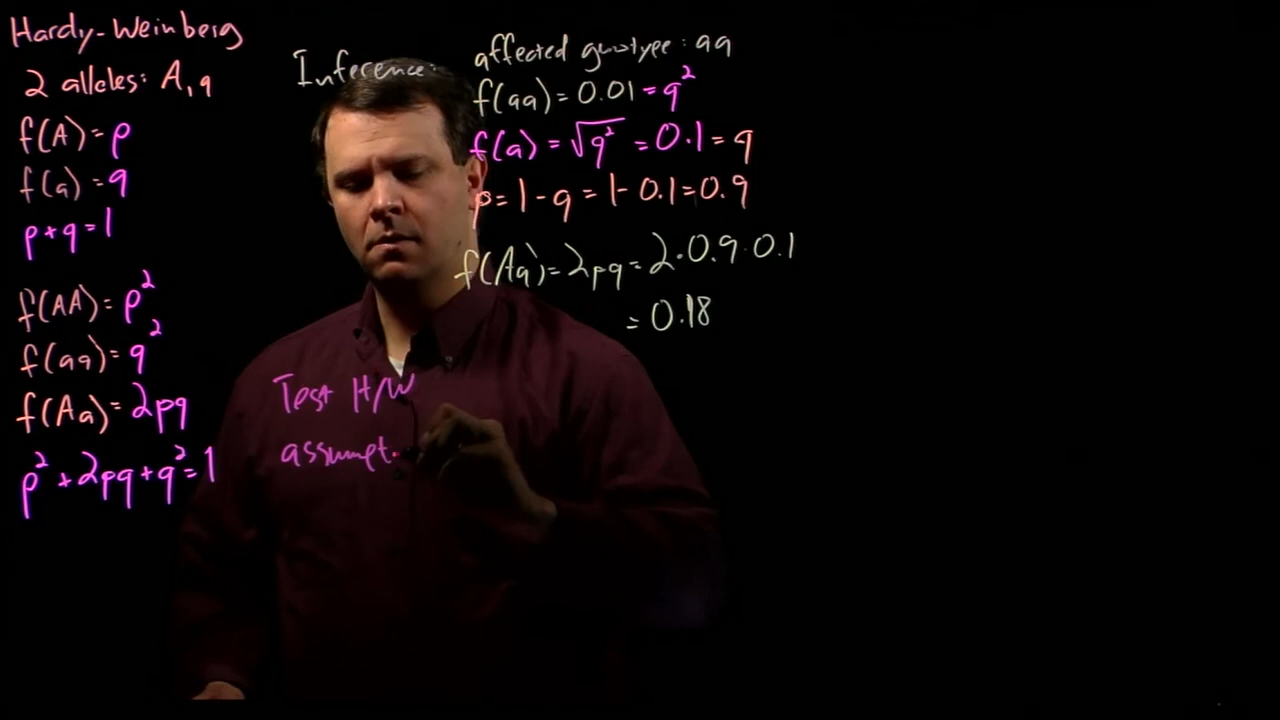 Hardy-Weinberg
2 alleles: A, a
f(A) = p
f(a) = q
p+q=1
f(AA) = p²
f(aa) = q²
f(Aa) = 2pq
p² + 2pq + q² = 1
Inference:
affected genotype: aa
f(aa) = 0.01 = q²
f(a) = √q² = 0.1 = q
p = 1 - q = 1 - 0.1 = 0.9
f(Aa) = 2pq = 2·0.9·0.1
= 0.18
Test H/W
assumpt.